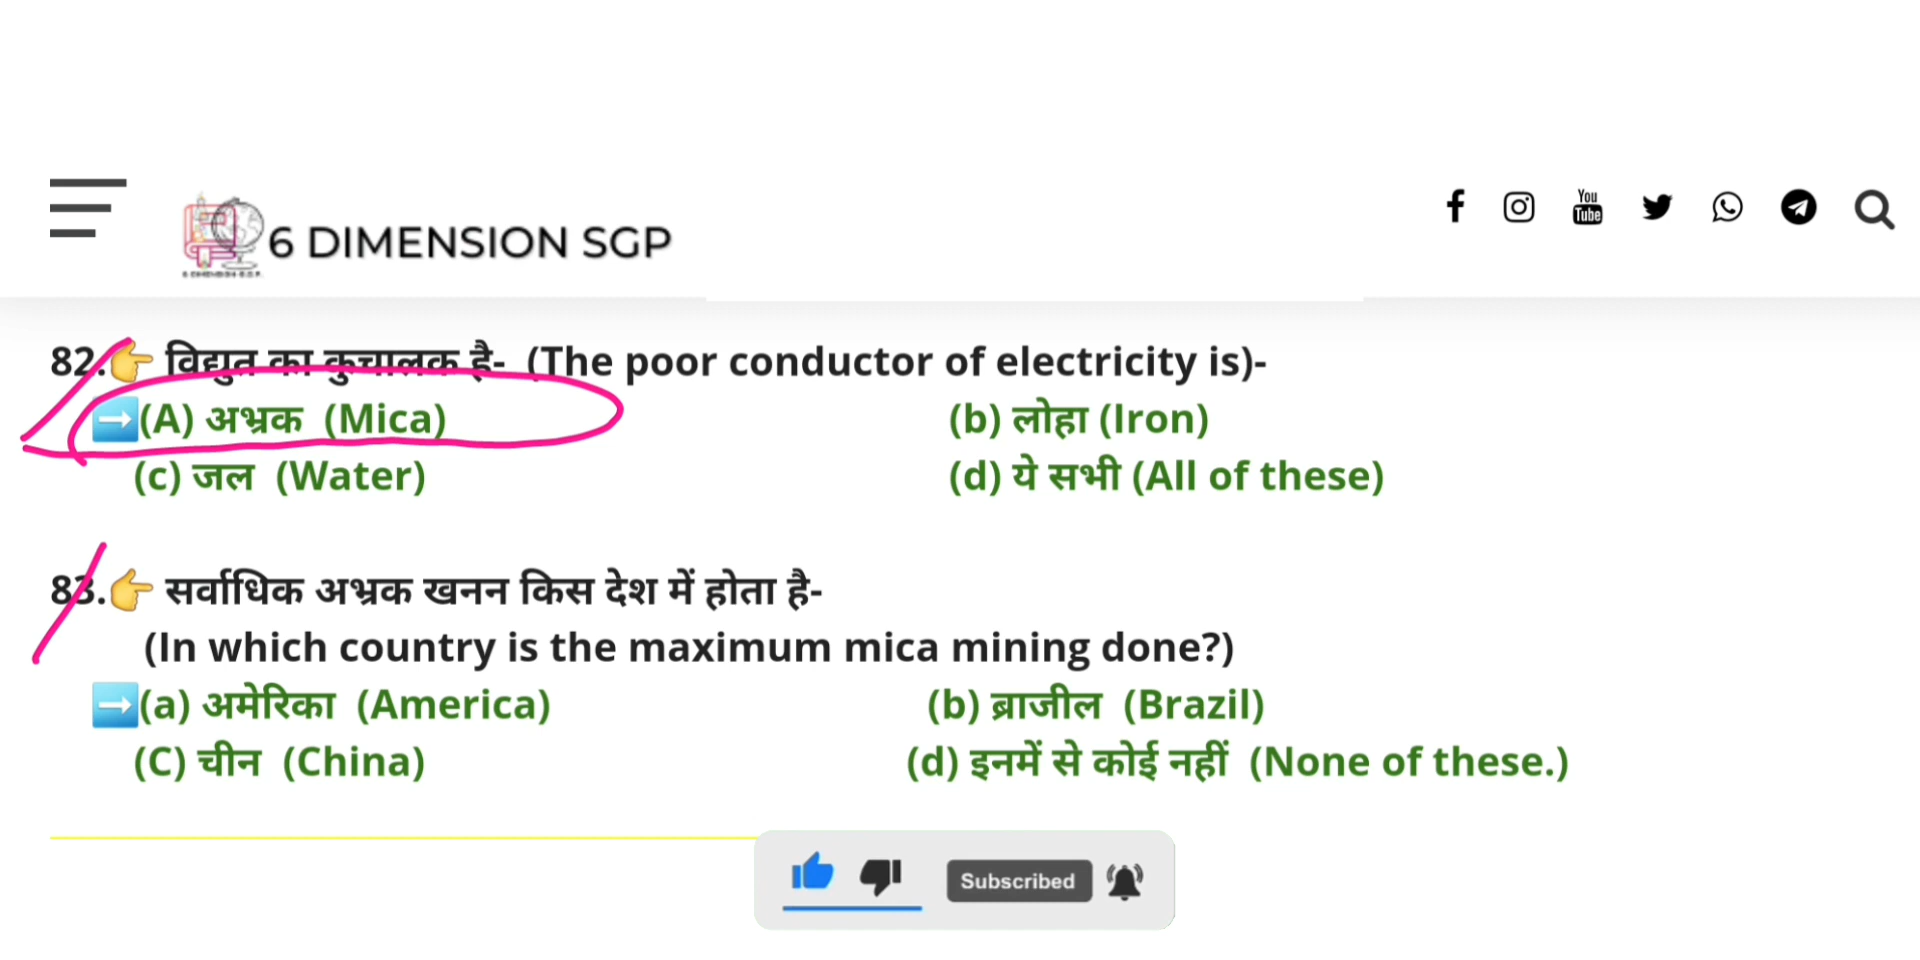 6 DIMENSION SGP
You
Tube
82.👉 विद्युत का कुचालक है- (The poor conductor of electricity is)-
➡(A) अभ्रक (Mica) (b) लोहा (Iron)
(c) जल (Water) (d) ये सभी (All of these)
83.👉 सर्वाधिक अभ्रक खनन किस देश में होता है-
(In which country is the maximum mica mining done?)
➡(a) अमेरिका (America) (b) ब्राजील (Brazil)
(C) चीन (China) (d) इनमें से कोई नहीं (None of these.)
Subscribed